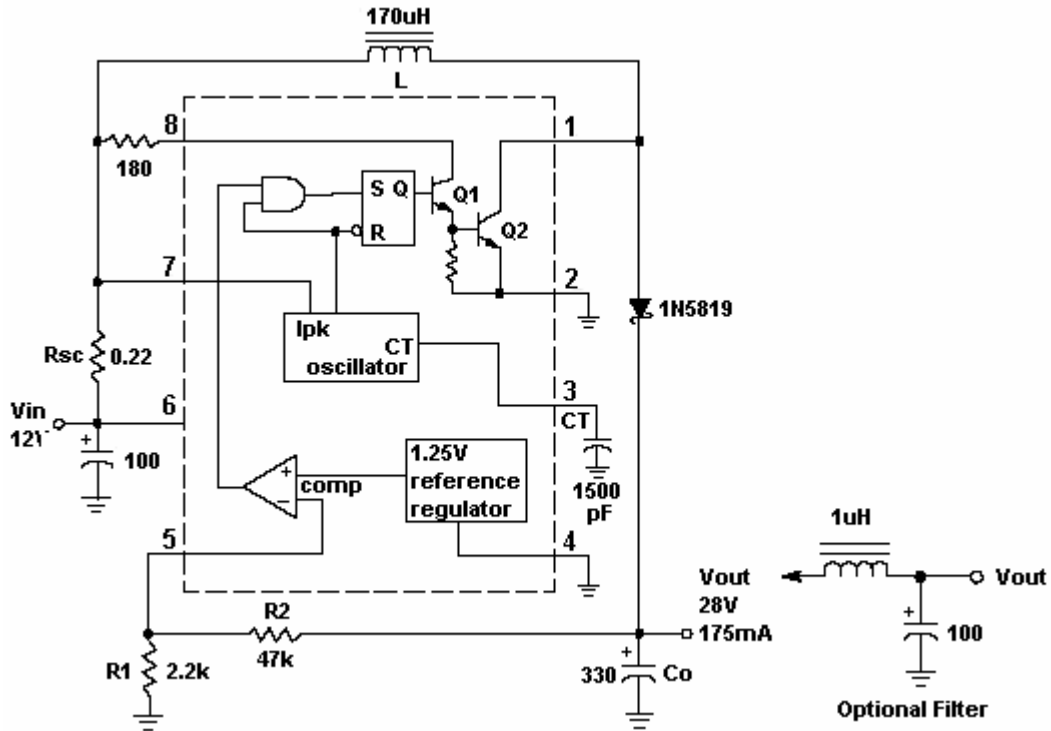 170uH
L
8
1
180
S Q
R
Q1
Q2
7
2
Ipk
CT
oscillator
1N5819
Rsc
0.22
3
CT
Vin
6
100
1500
pF
comp
1.25V
reference
regulator
5
4
1uH
Vout
28V
175mA
Vout
R2
47k
R1
2.2k
330
Co
100
Optional Filter